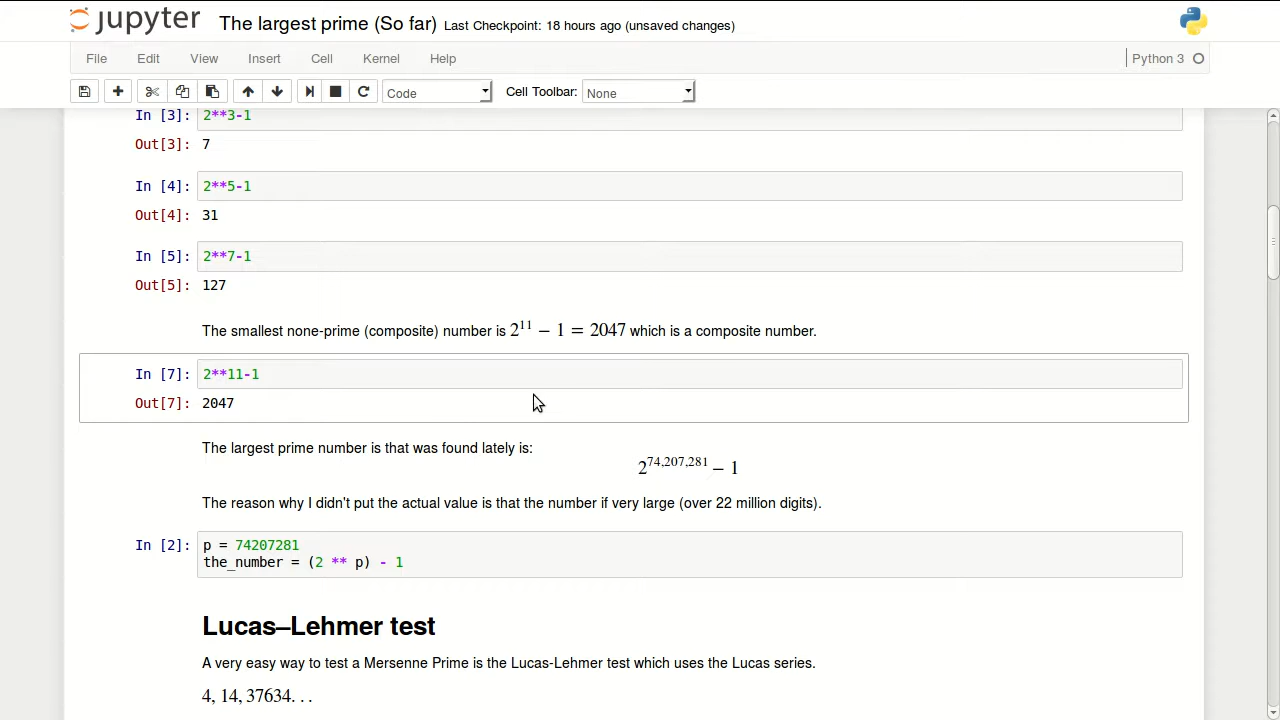 jupyter The largest prime (So far) Last Checkpoint: 18 hours ago (unsaved changes)
File Edit View Insert Cell Kernel Help Python 3
Code Cell Toolbar: None
In [3]: 2**3-1
Out[3]: 7
In [4]: 2**5-1
Out[4]: 31
In [5]: 2**7-1
Out[5]: 127
The smallest none-prime (composite) number is 2^11 − 1 = 2047 which is a composite number.
In [7]: 2**11-1
Out[7]: 2047
The largest prime number is that was found lately is:
2^74,207,281 − 1
The reason why I didn't put the actual value is that the number if very large (over 22 million digits).
In [2]: p = 74207281
the_number = (2 ** p) - 1
Lucas–Lehmer test
A very easy way to test a Mersenne Prime is the Lucas-Lehmer test which uses the Lucas series.
4, 14, 37634. . .